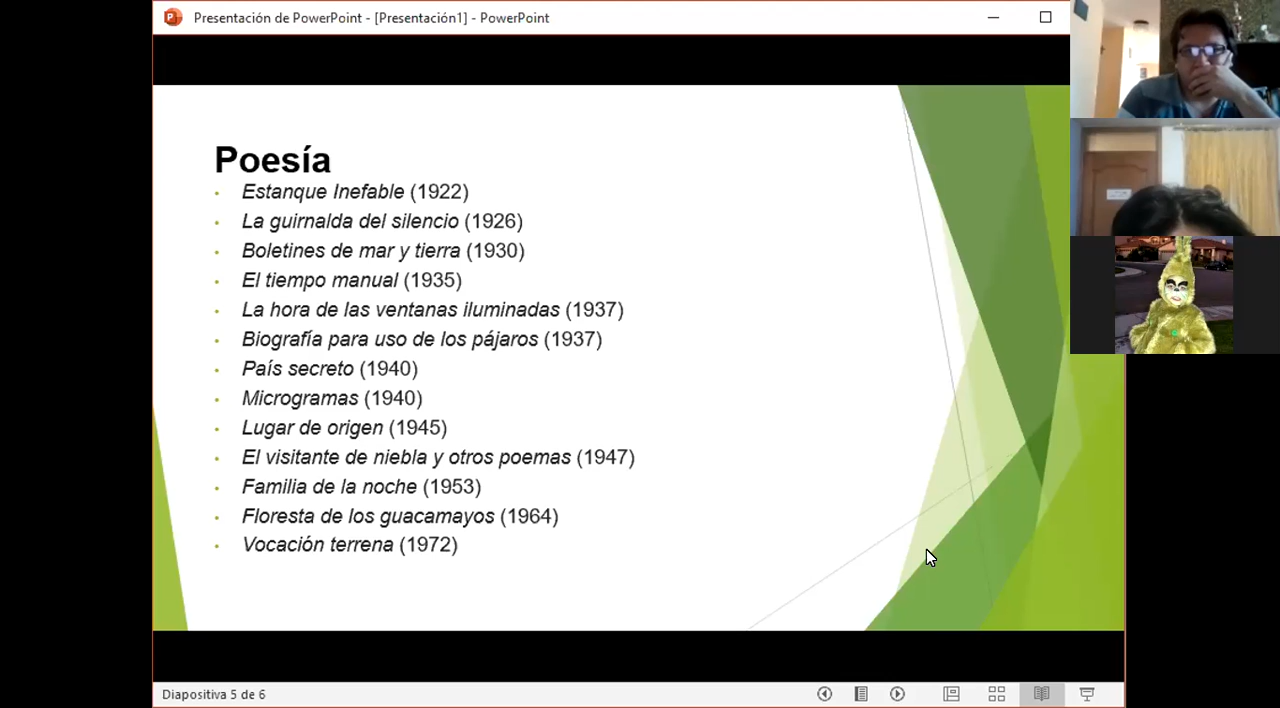 Presentación de PowerPoint - [Presentación1] - PowerPoint
Poesía
• Estanque Inefable (1922)
• La guirnalda del silencio (1926)
• Boletines de mar y tierra (1930)
• El tiempo manual (1935)
• La hora de las ventanas iluminadas (1937)
• Biografía para uso de los pájaros (1937)
• País secreto (1940)
• Microgramas (1940)
• Lugar de origen (1945)
• El visitante de niebla y otros poemas (1947)
• Familia de la noche (1953)
• Floresta de los guacamayos (1964)
• Vocación terrena (1972)
Diapositiva 5 de 6